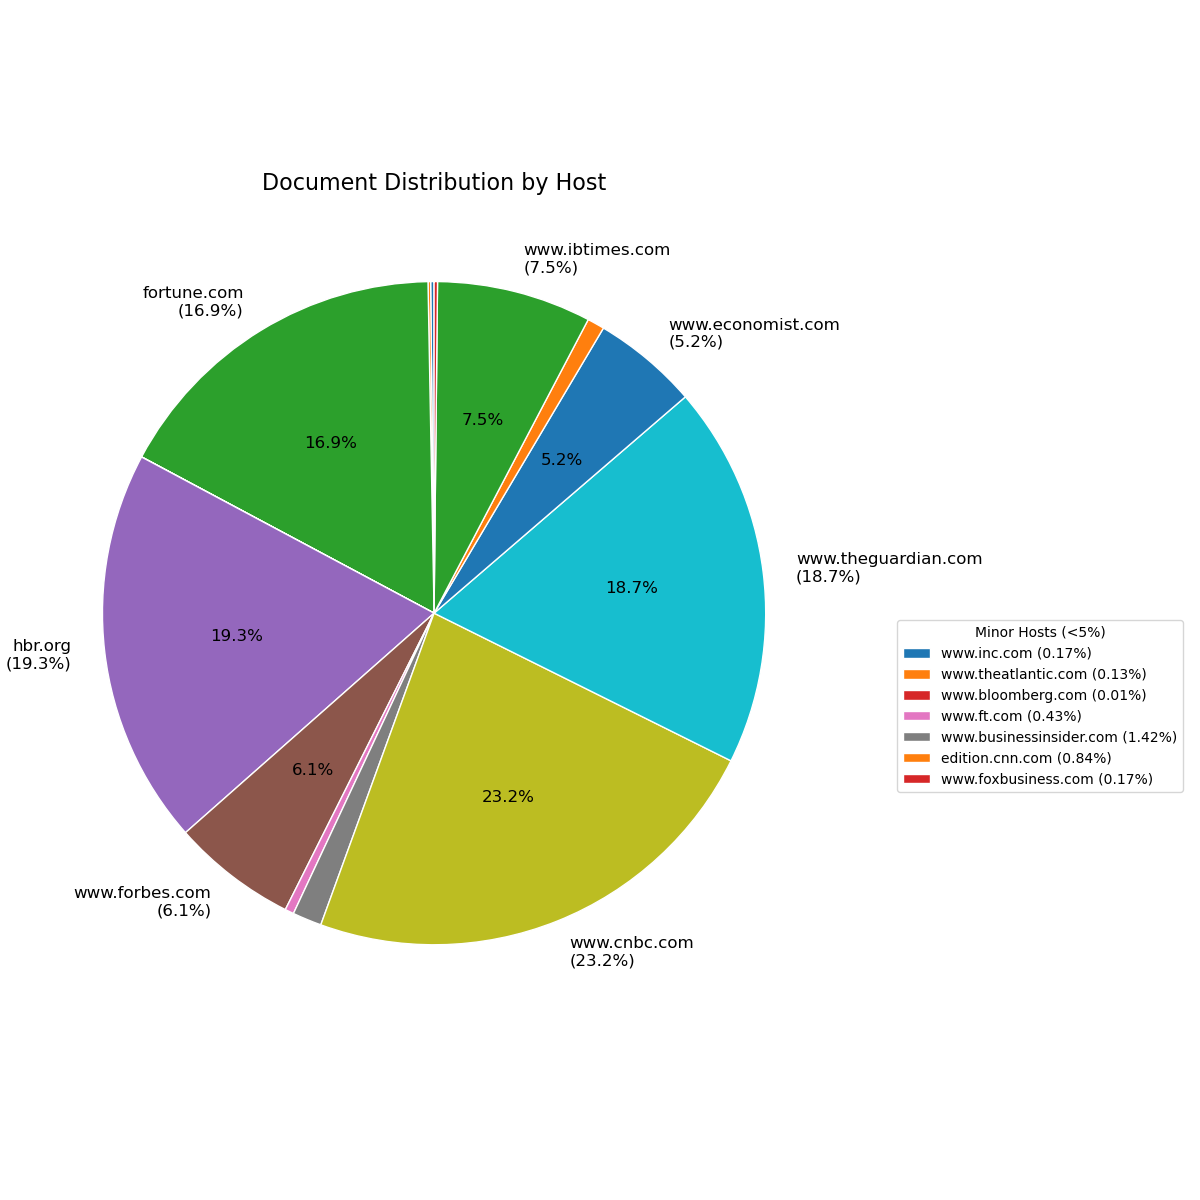 Document Distribution by Host
www.ibtimes.com
(7.5%)
fortune.com
(16.9%)
www.economist.com
(5.2%)
7.5%
16.9%
5.2%
www.theguardian.com
(18.7%)
18.7%
hbr.org
(19.3%)
19.3%
Minor Hosts (<5%)
www.inc.com (0.17%)
www.theatlantic.com (0.13%)
www.bloomberg.com (0.01%)
www.ft.com (0.43%)
www.businessinsider.com (1.42%)
edition.cnn.com (0.84%)
www.foxbusiness.com (0.17%)
6.1%
23.2%
www.forbes.com
(6.1%)
www.cnbc.com
(23.2%)